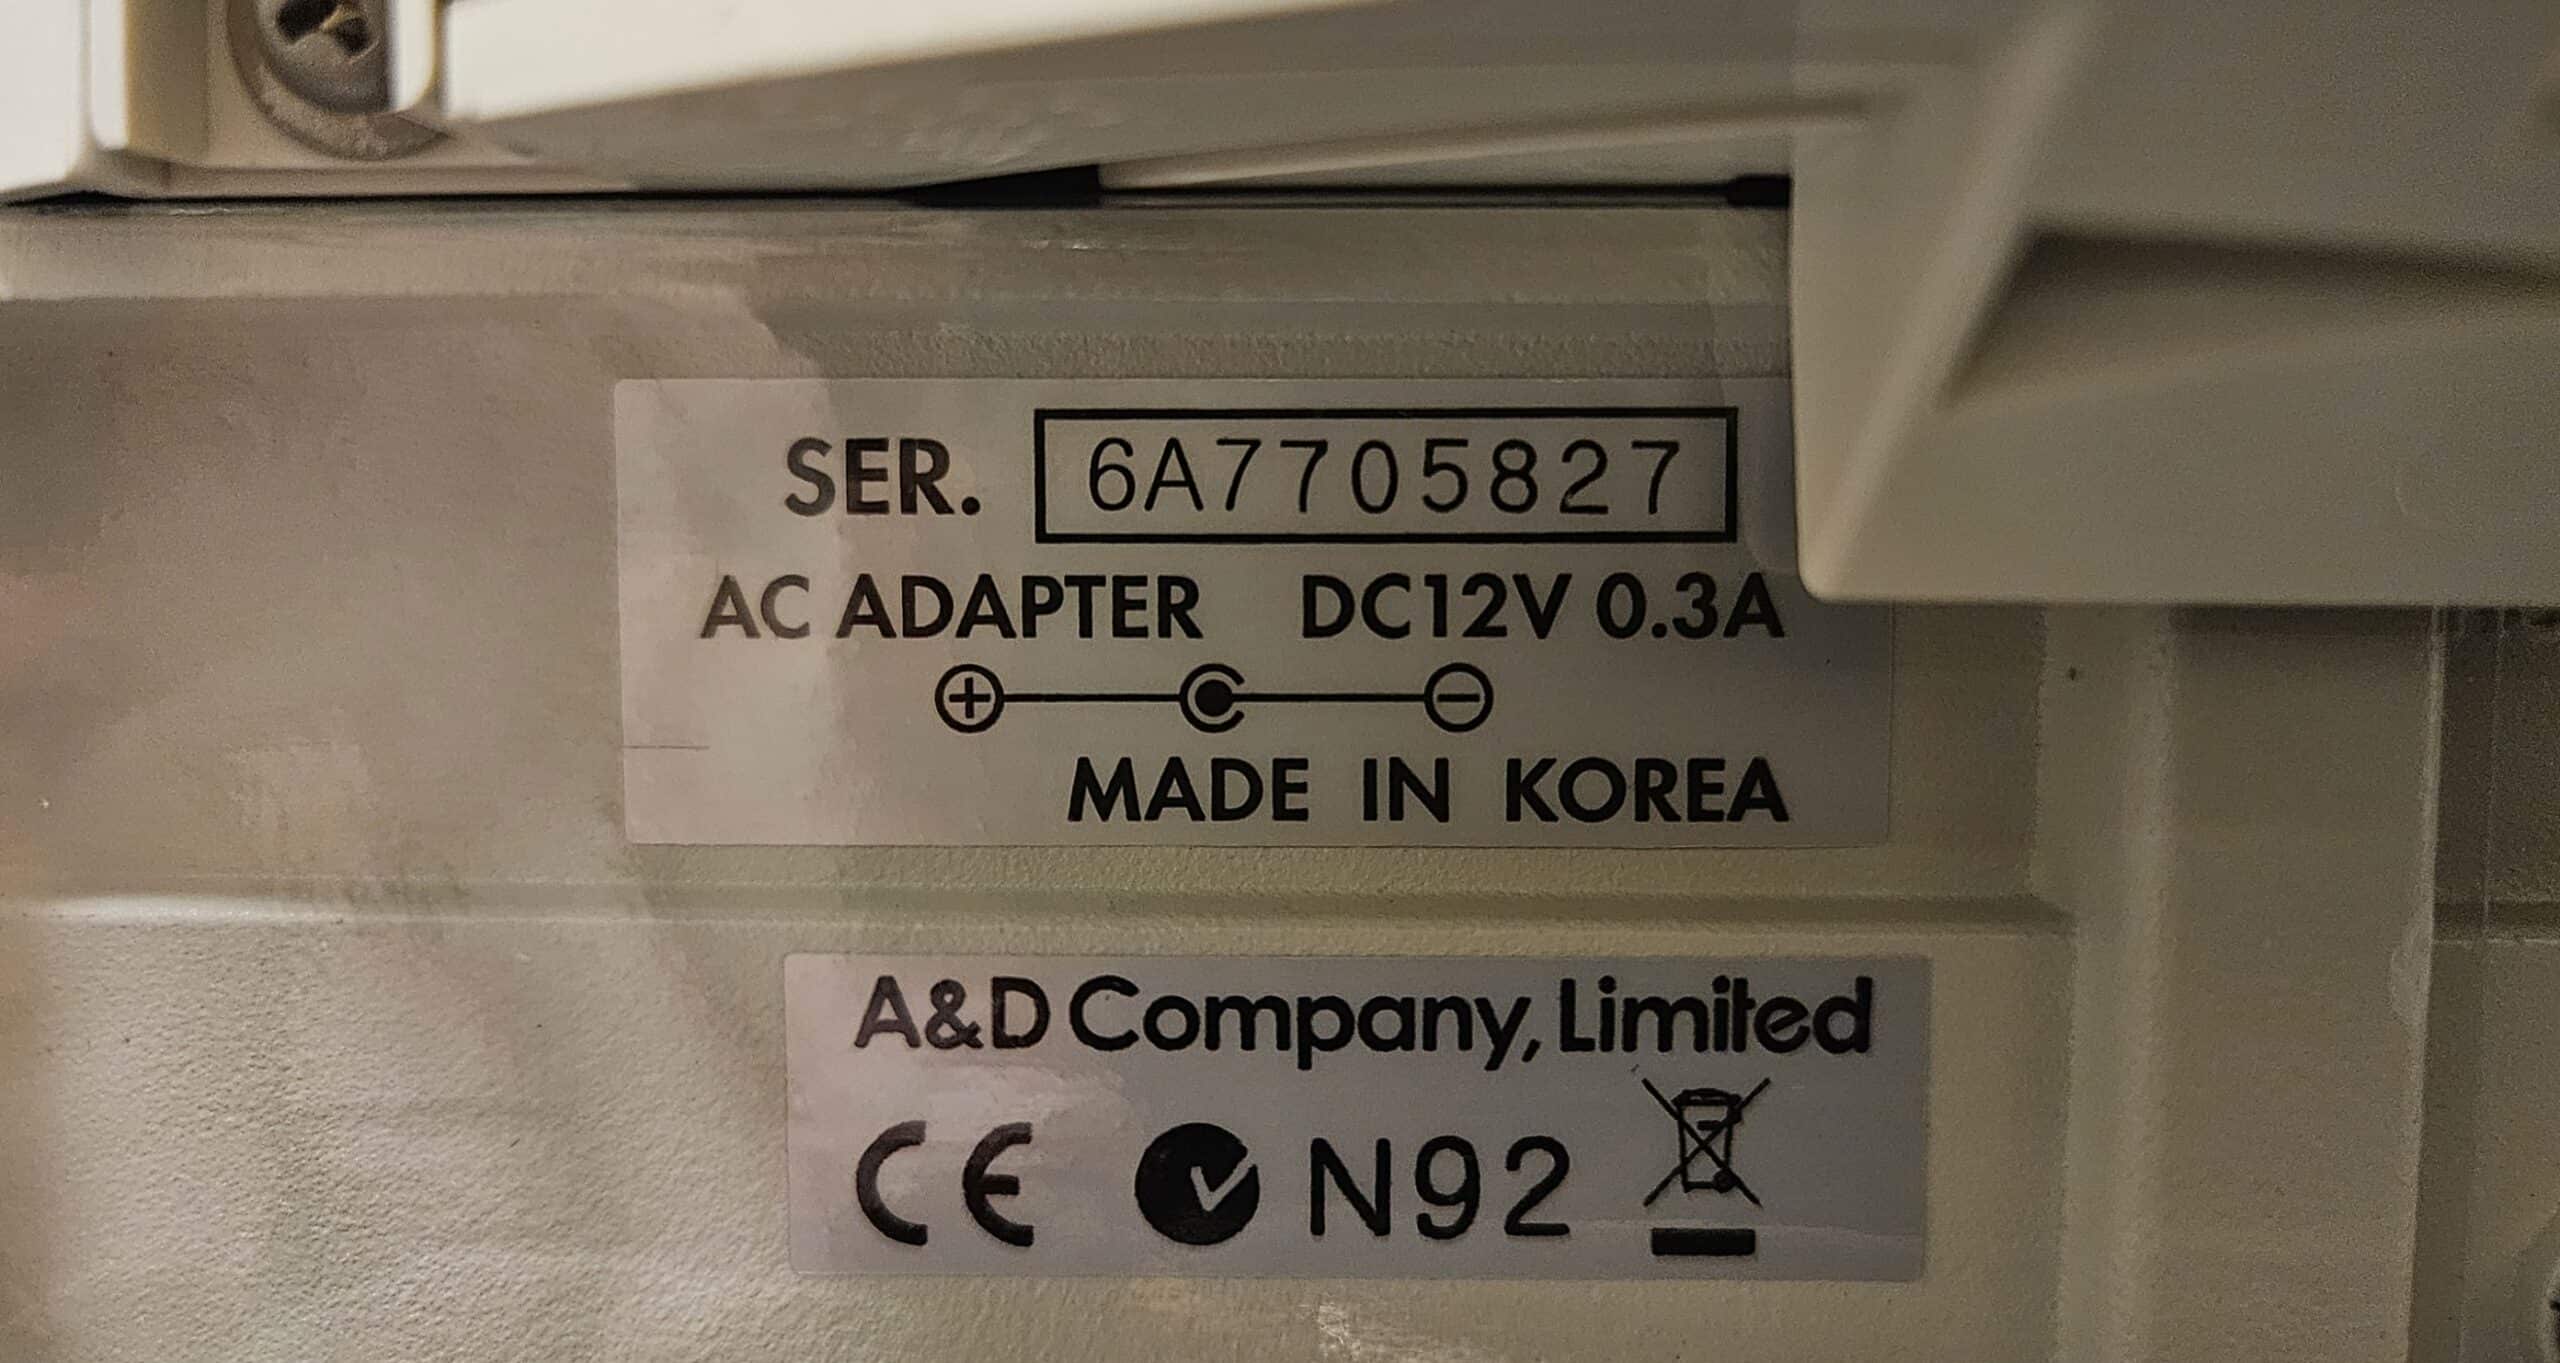 SER. 6A7705827
AC ADAPTER DC12V 0.3A
MADE IN KOREA
A&D Company, Limited
CE N92